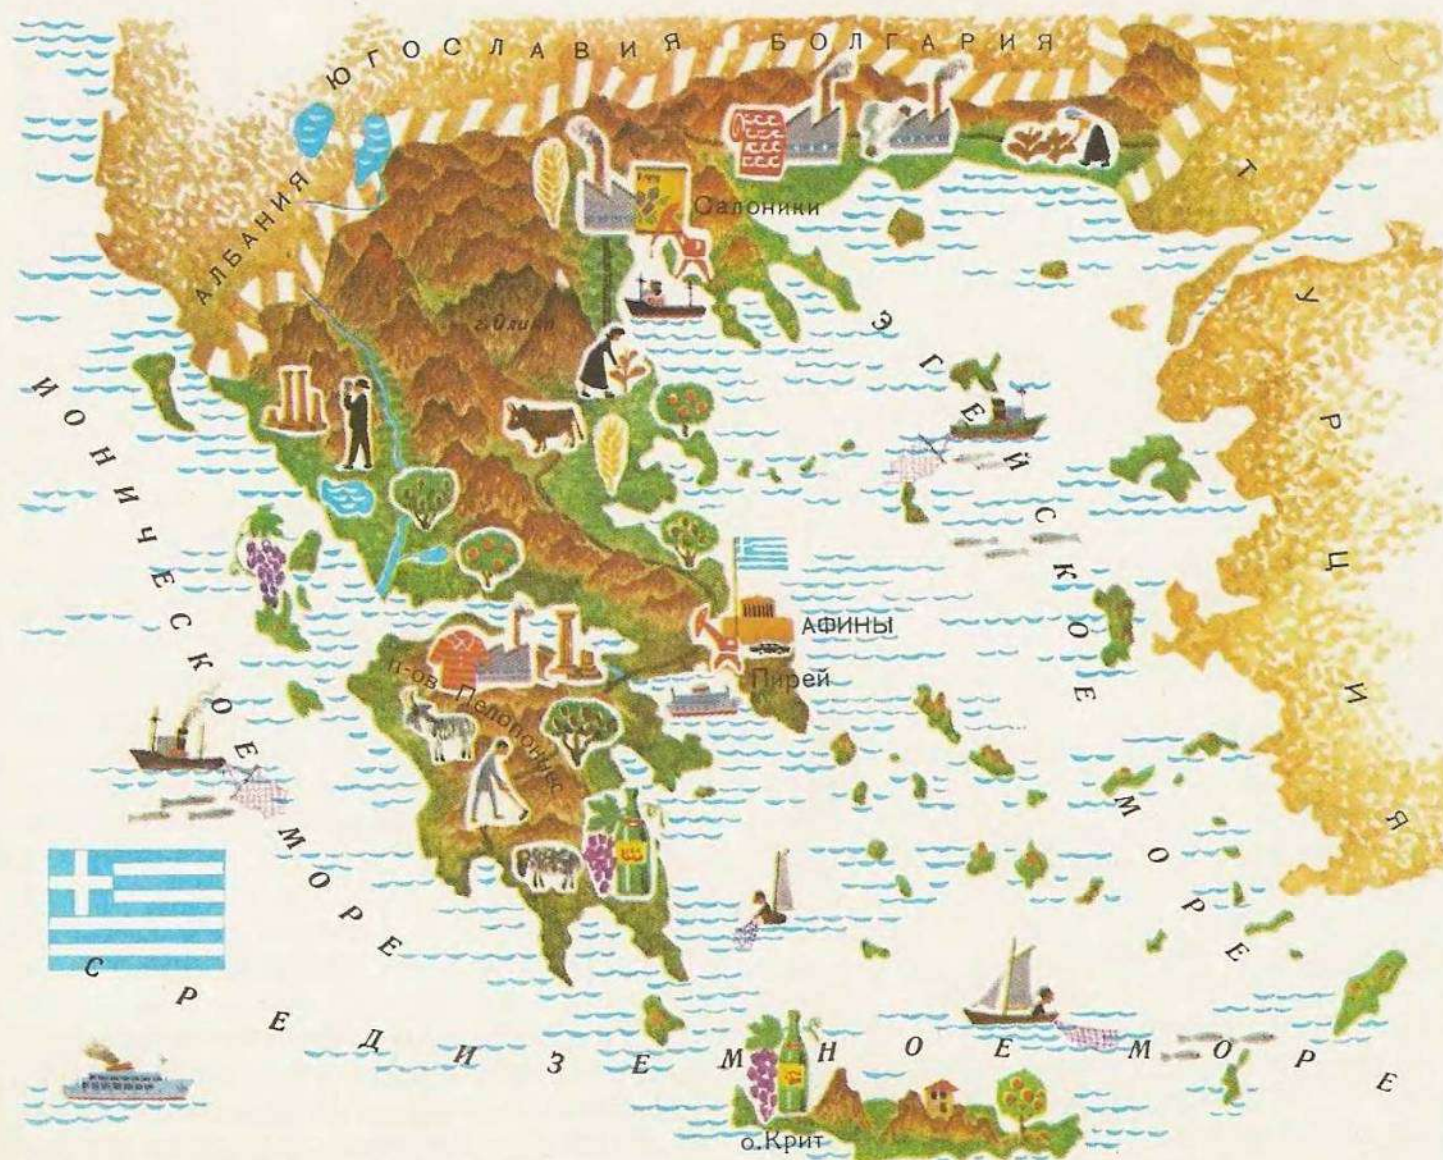 ЮГОСЛАВИЯ
БОЛГАРИЯ
АЛБАНИЯ
ТУРЦИЯ
Салоники
г. Олимп
ЭГЕЙСКОЕ МОРЕ
ИОНИЧЕСКОЕ МОРЕ
АФИНЫ
Пирей
п-ов Пелопоннес
СРЕДИЗЕМНОЕ МОРЕ
о. Крит